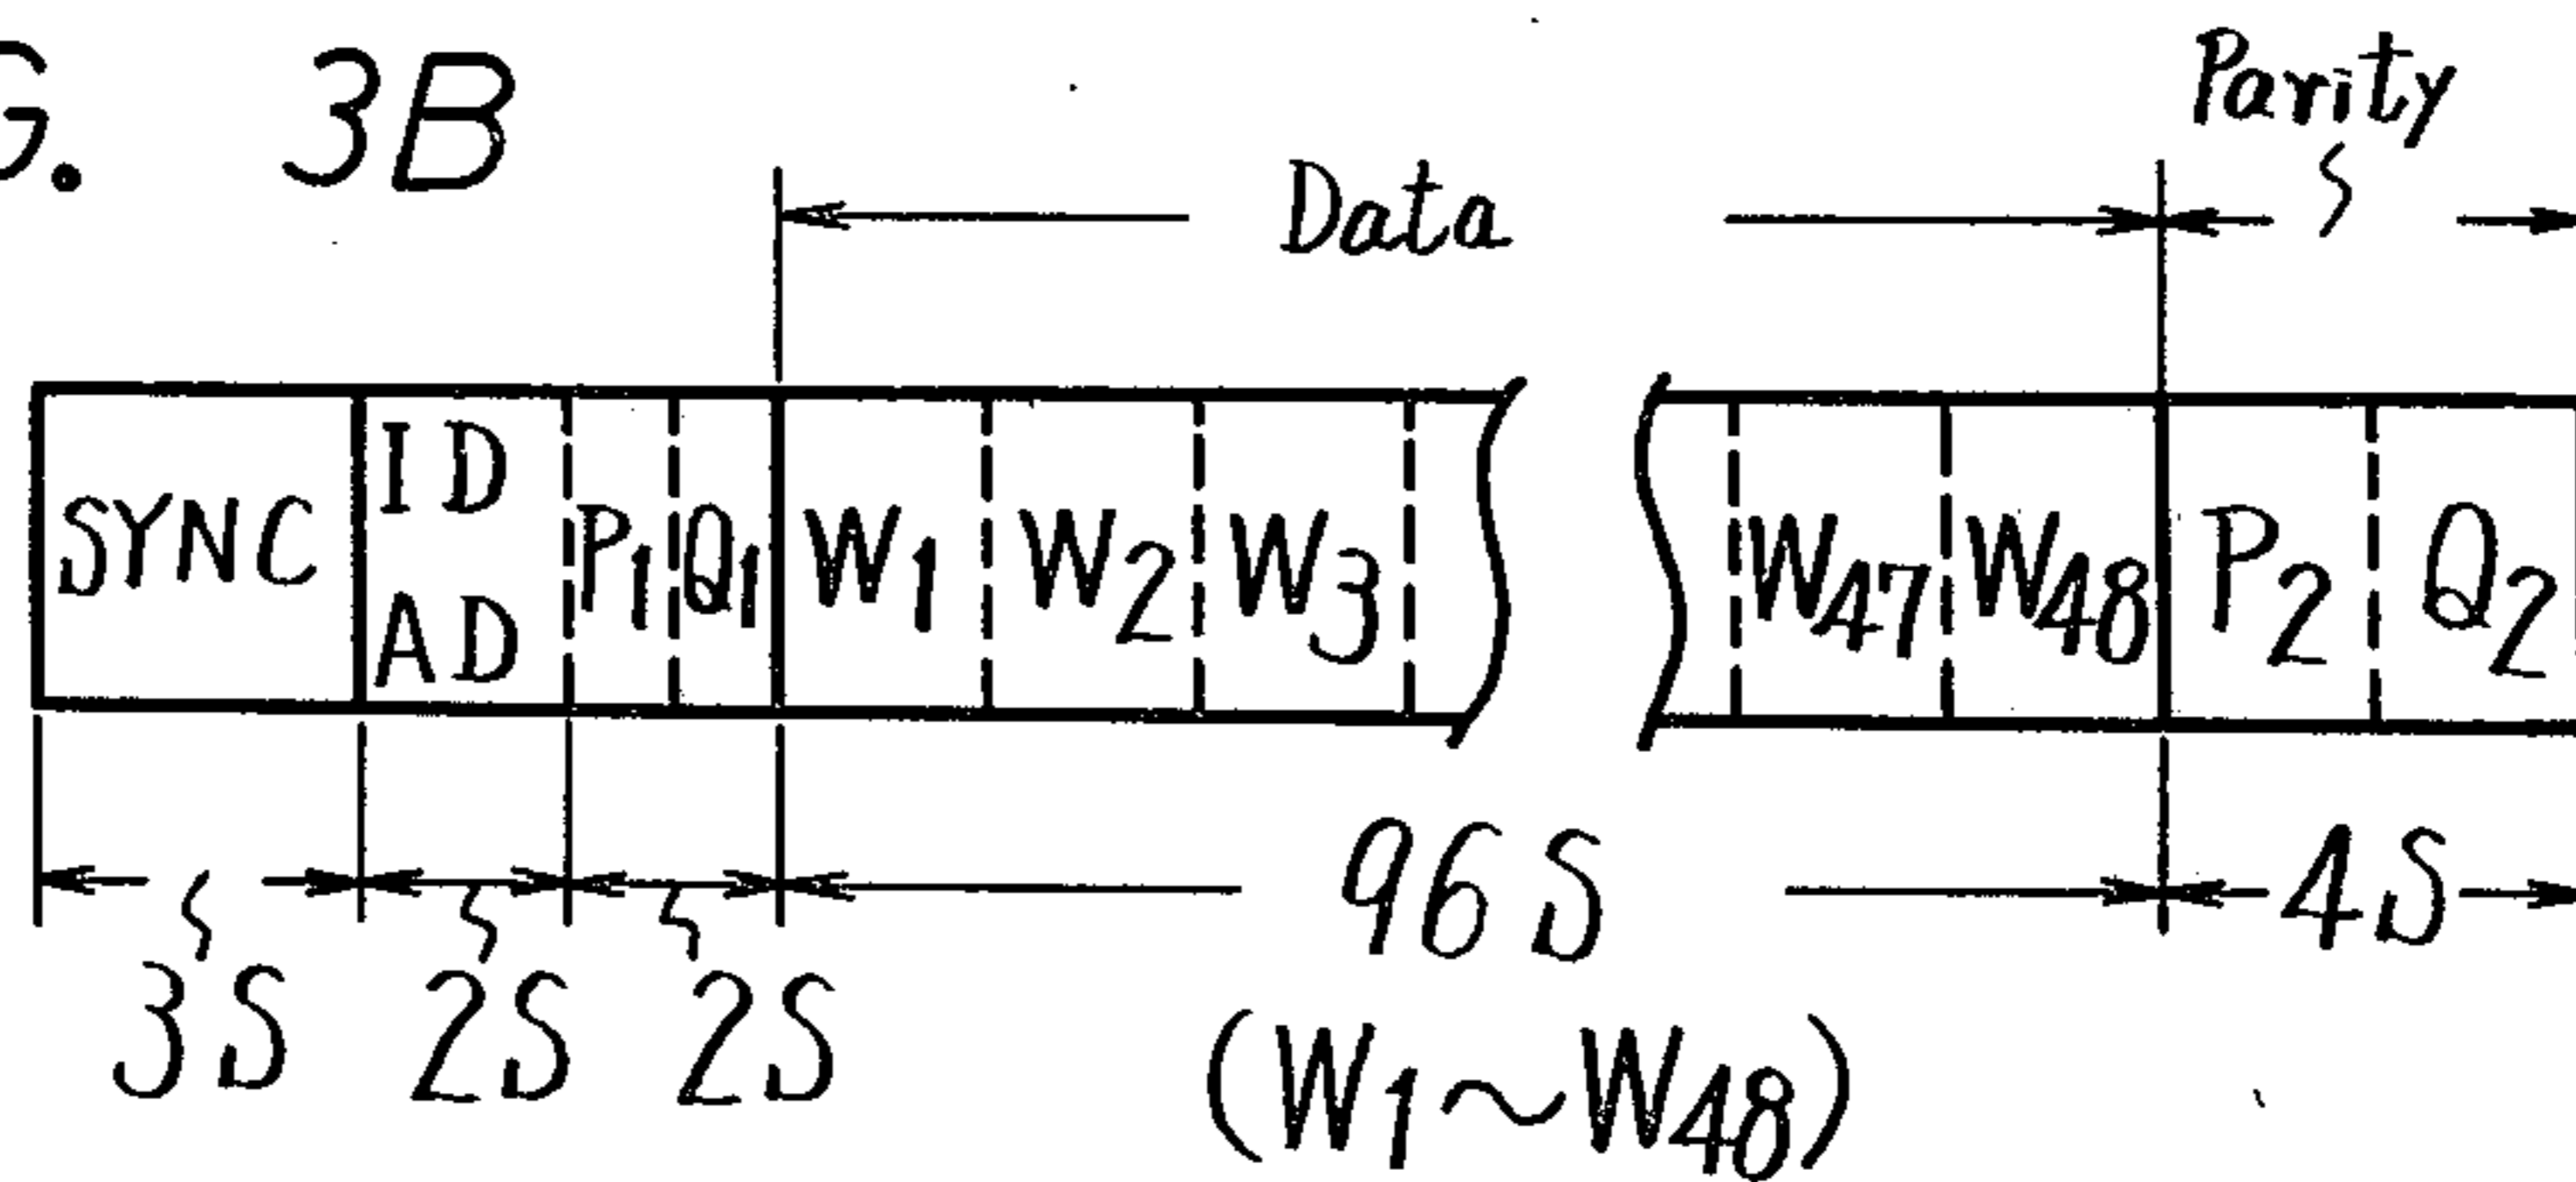 G. 3B
Parity
Data
SYNC ID AD P1 Q1 W1 W2 W3 W47 W48 P2 Q2
3S 2S 2S 96S 4S
(W1~W48)